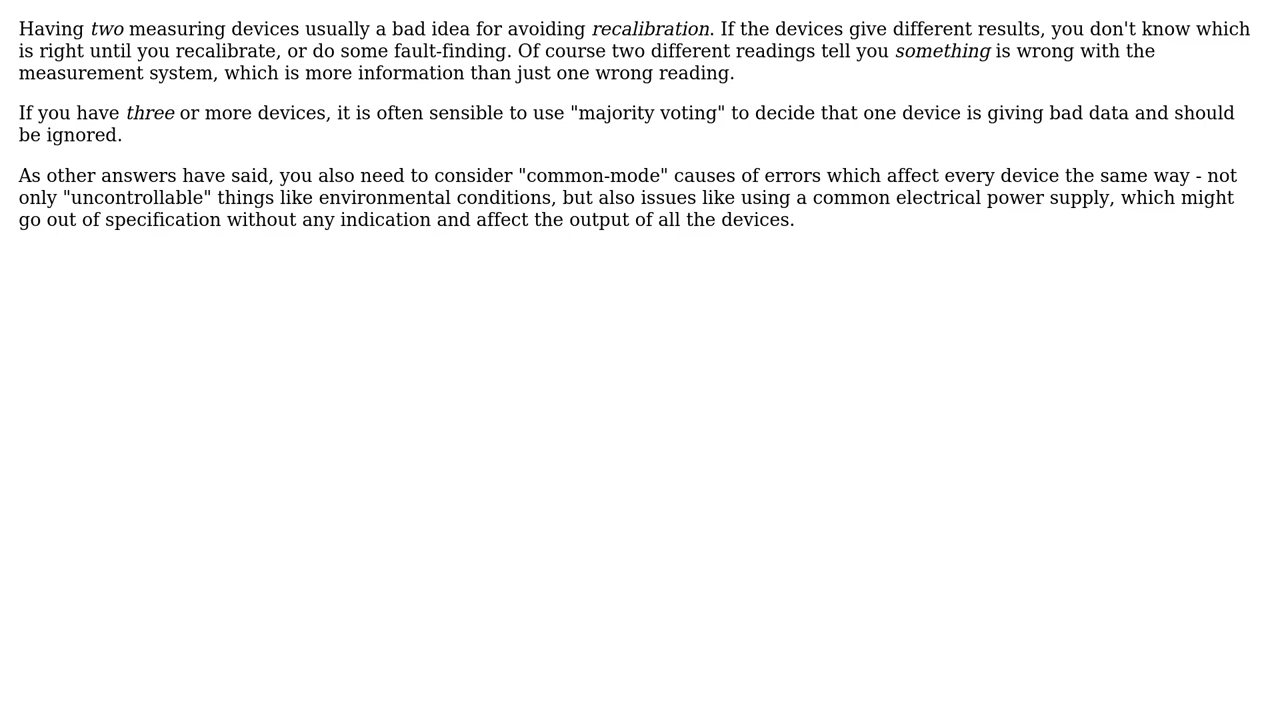 Having two measuring devices usually a bad idea for avoiding recalibration. If the devices give different results, you don't know which
is right until you recalibrate, or do some fault-finding. Of course two different readings tell you something is wrong with the
measurement system, which is more information than just one wrong reading.
If you have three or more devices, it is often sensible to use "majority voting" to decide that one device is giving bad data and should
be ignored.
As other answers have said, you also need to consider "common-mode" causes of errors which affect every device the same way - not
only "uncontrollable" things like environmental conditions, but also issues like using a common electrical power supply, which might
go out of specification without any indication and affect the output of all the devices.